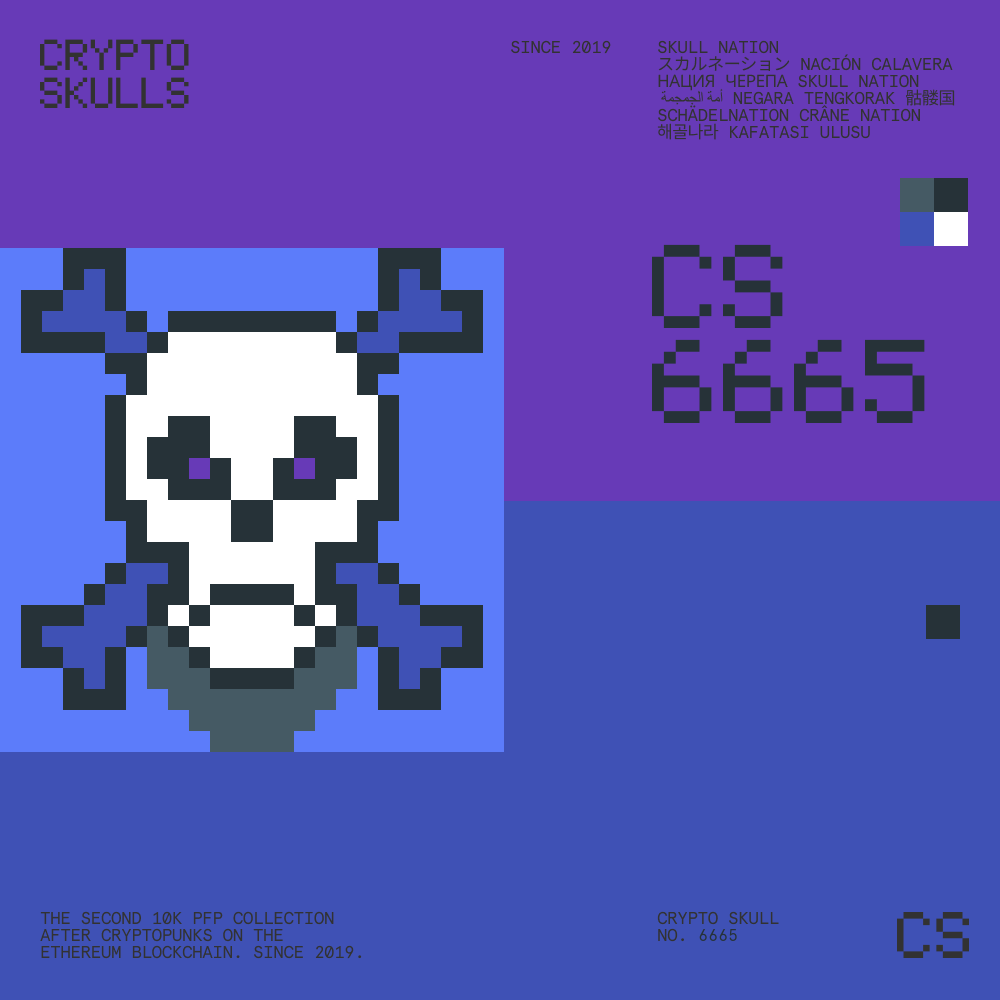 CRYPTO
SKULLS
SINCE 2019
SKULL NATION
スカルネーション NACIÓN CALAVERA
НАЦИЯ ЧЕРЕПА SKULL NATION
أمة الجمجمة NEGARA TENGKORAK 骷髅国
SCHÄDELNATION CRÂNE NATION
해골나라 KAFATASI ULUSU
CS
6665
THE SECOND 10K PFP COLLECTION
AFTER CRYPTOPUNKS ON THE
ETHEREUM BLOCKCHAIN. SINCE 2019.
CRYPTO SKULL
NO. 6665
CS